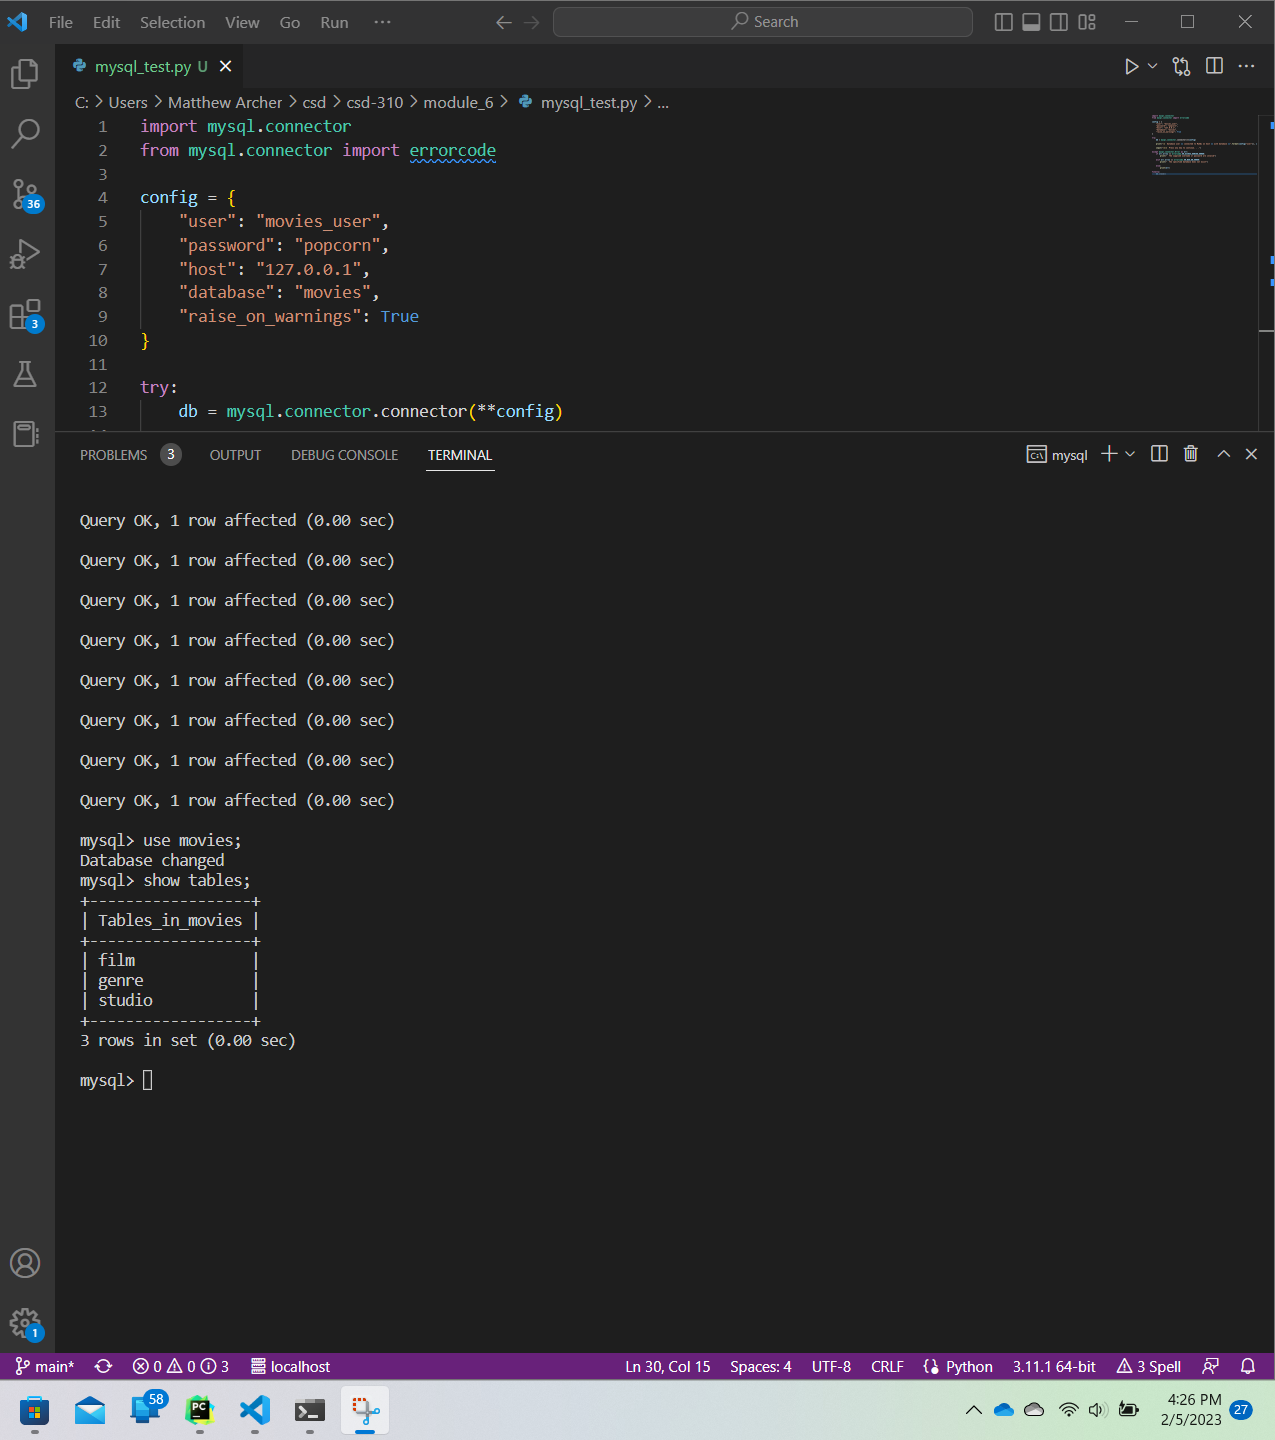 File Edit Selection View Go Run ··· Search
mysql_test.py U
C: > Users > Matthew Archer > csd > csd-310 > module_6 > mysql_test.py > ...
1 import mysql.connector
2 from mysql.connector import errorcode
3
4 config = {
5 "user": "movies_user",
6 "password": "popcorn",
7 "host": "127.0.0.1",
8 "database": "movies",
9 "raise_on_warnings": True
10 }
11
12 try:
13 db = mysql.connector.connector(**config)
36
3
PROBLEMS 3 OUTPUT DEBUG CONSOLE TERMINAL mysql
Query OK, 1 row affected (0.00 sec)
Query OK, 1 row affected (0.00 sec)
Query OK, 1 row affected (0.00 sec)
Query OK, 1 row affected (0.00 sec)
Query OK, 1 row affected (0.00 sec)
Query OK, 1 row affected (0.00 sec)
Query OK, 1 row affected (0.00 sec)
Query OK, 1 row affected (0.00 sec)
mysql> use movies;
Database changed
mysql> show tables;
+------------------+
| Tables_in_movies |
+------------------+
| film             |
| genre            |
| studio           |
+------------------+
3 rows in set (0.00 sec)
mysql>
1
main* 0 0 3 localhost Ln 30, Col 15 Spaces: 4 UTF-8 CRLF Python 3.11.1 64-bit 3 Spell
58 PC 4:26 PM 27
2/5/2023